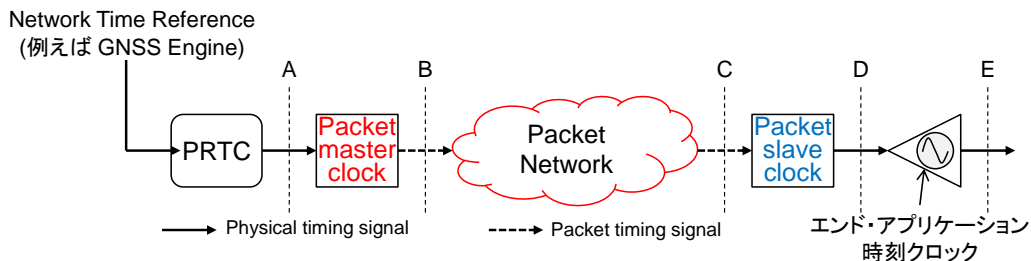 Network Time Reference
(例えば GNSS Engine)
A
B
C
D
E
PRTC
Packet
master
clock
Packet
Network
Packet
slave
clock
Physical timing signal
Packet timing signal
エンド・アプリケーション
時刻クロック